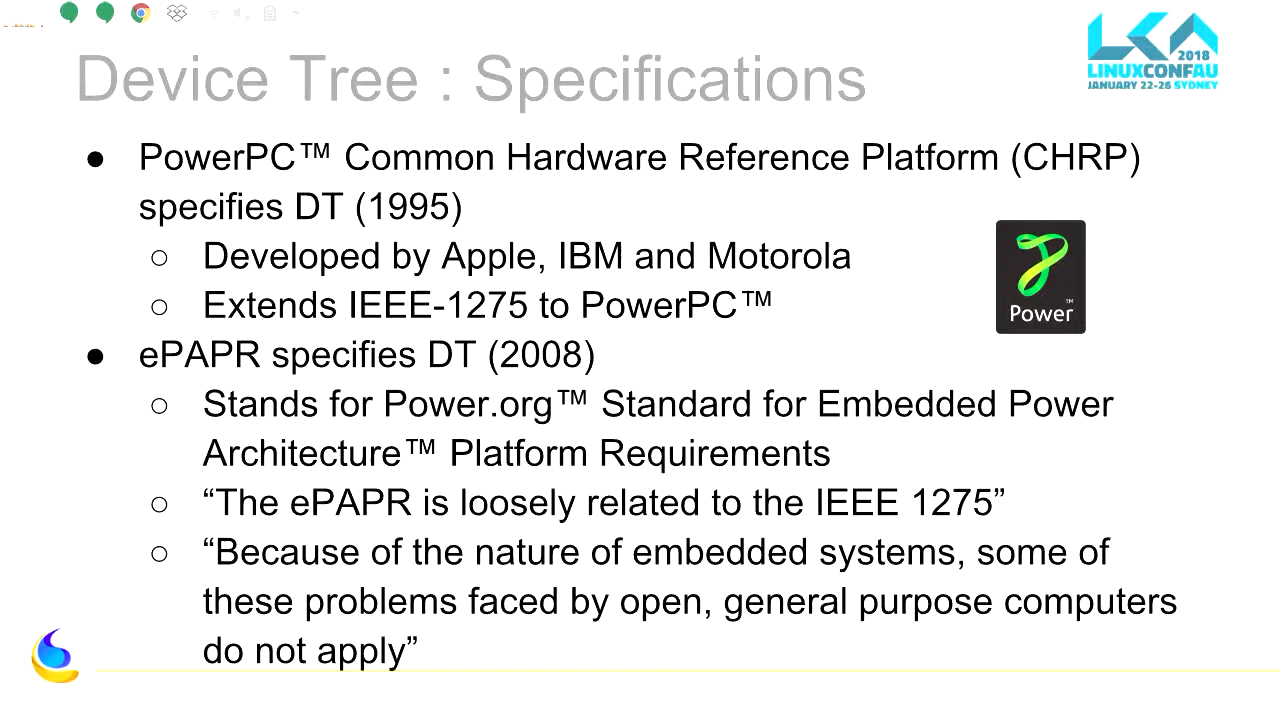 Device Tree : Specifications
2018
LINUXCONFAU
JANUARY 22-26 SYDNEY
● PowerPC™ Common Hardware Reference Platform (CHRP)
specifies DT (1995)
○ Developed by Apple, IBM and Motorola
○ Extends IEEE-1275 to PowerPC™
Power™
● ePAPR specifies DT (2008)
○ Stands for Power.org™ Standard for Embedded Power
Architecture™ Platform Requirements
○ “The ePAPR is loosely related to the IEEE 1275”
○ “Because of the nature of embedded systems, some of
these problems faced by open, general purpose computers
do not apply”